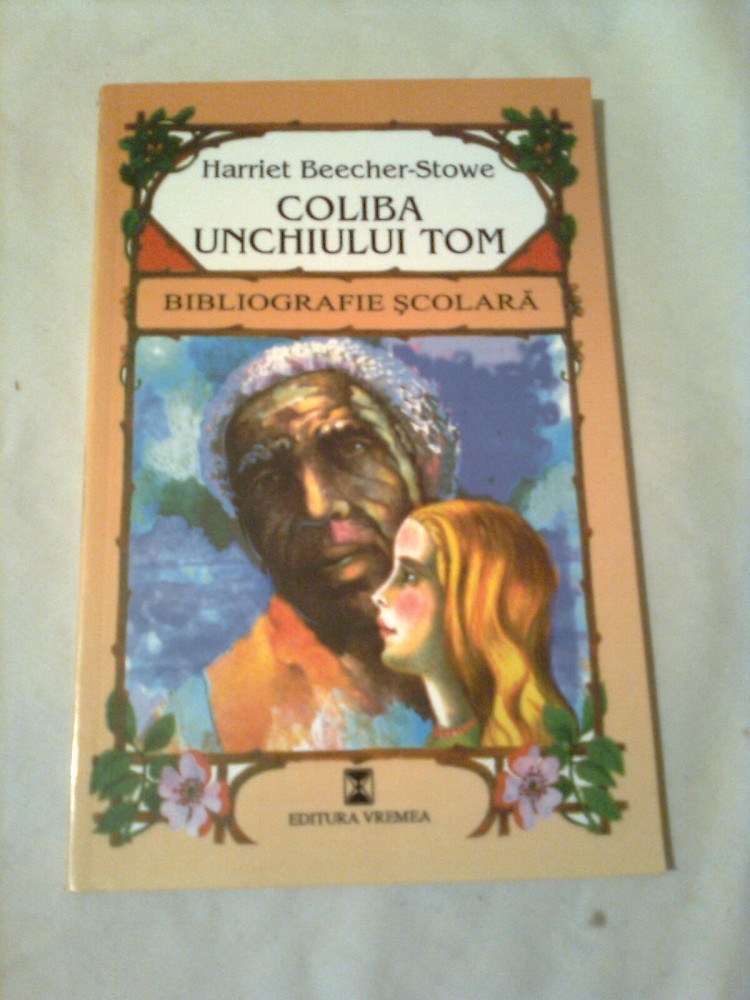 Harriet Beecher-Stowe
COLIBA
UNCHIULUI TOM
BIBLIOGRAFIE ŞCOLARĂ
EDITURA VREMEA